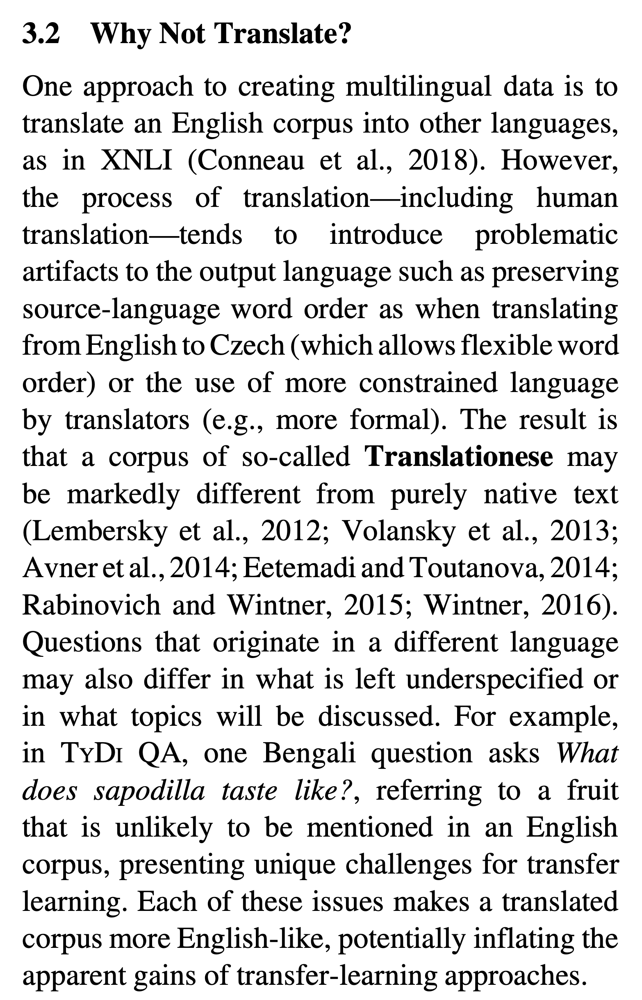 3.2 Why Not Translate?
One approach to creating multilingual data is to
translate an English corpus into other languages,
as in XNLI (Conneau et al., 2018). However,
the process of translation—including human
translation—tends to introduce problematic
artifacts to the output language such as preserving
source-language word order as when translating
from English to Czech (which allows flexible word
order) or the use of more constrained language
by translators (e.g., more formal). The result is
that a corpus of so-called Translationese may
be markedly different from purely native text
(Lembersky et al., 2012; Volansky et al., 2013;
Avner et al., 2014; Eetemadi and Toutanova, 2014;
Rabinovich and Wintner, 2015; Wintner, 2016).
Questions that originate in a different language
may also differ in what is left underspecified or
in what topics will be discussed. For example,
in TyDi QA, one Bengali question asks What
does sapodilla taste like?, referring to a fruit
that is unlikely to be mentioned in an English
corpus, presenting unique challenges for transfer
learning. Each of these issues makes a translated
corpus more English-like, potentially inflating the
apparent gains of transfer-learning approaches.